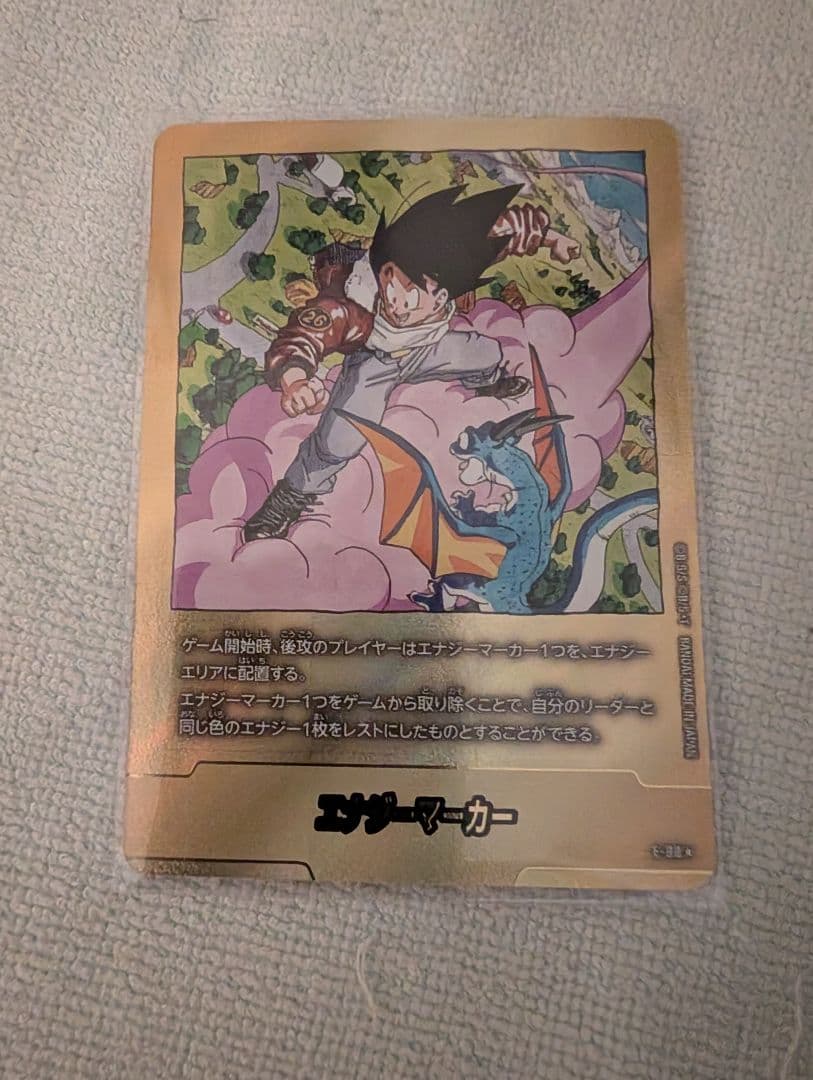 26
ゲーム開始時、後攻のプレイヤーはエナジーマーカー1つを、エナジー
エリアに配置する。
エナジーマーカー1つをゲームから取り除くことで、自分のリーダーと
同じ色のエナジー1枚をレストにしたものとすることができる。
エナジーマーカー
BANDAI MADE IN JAPAN